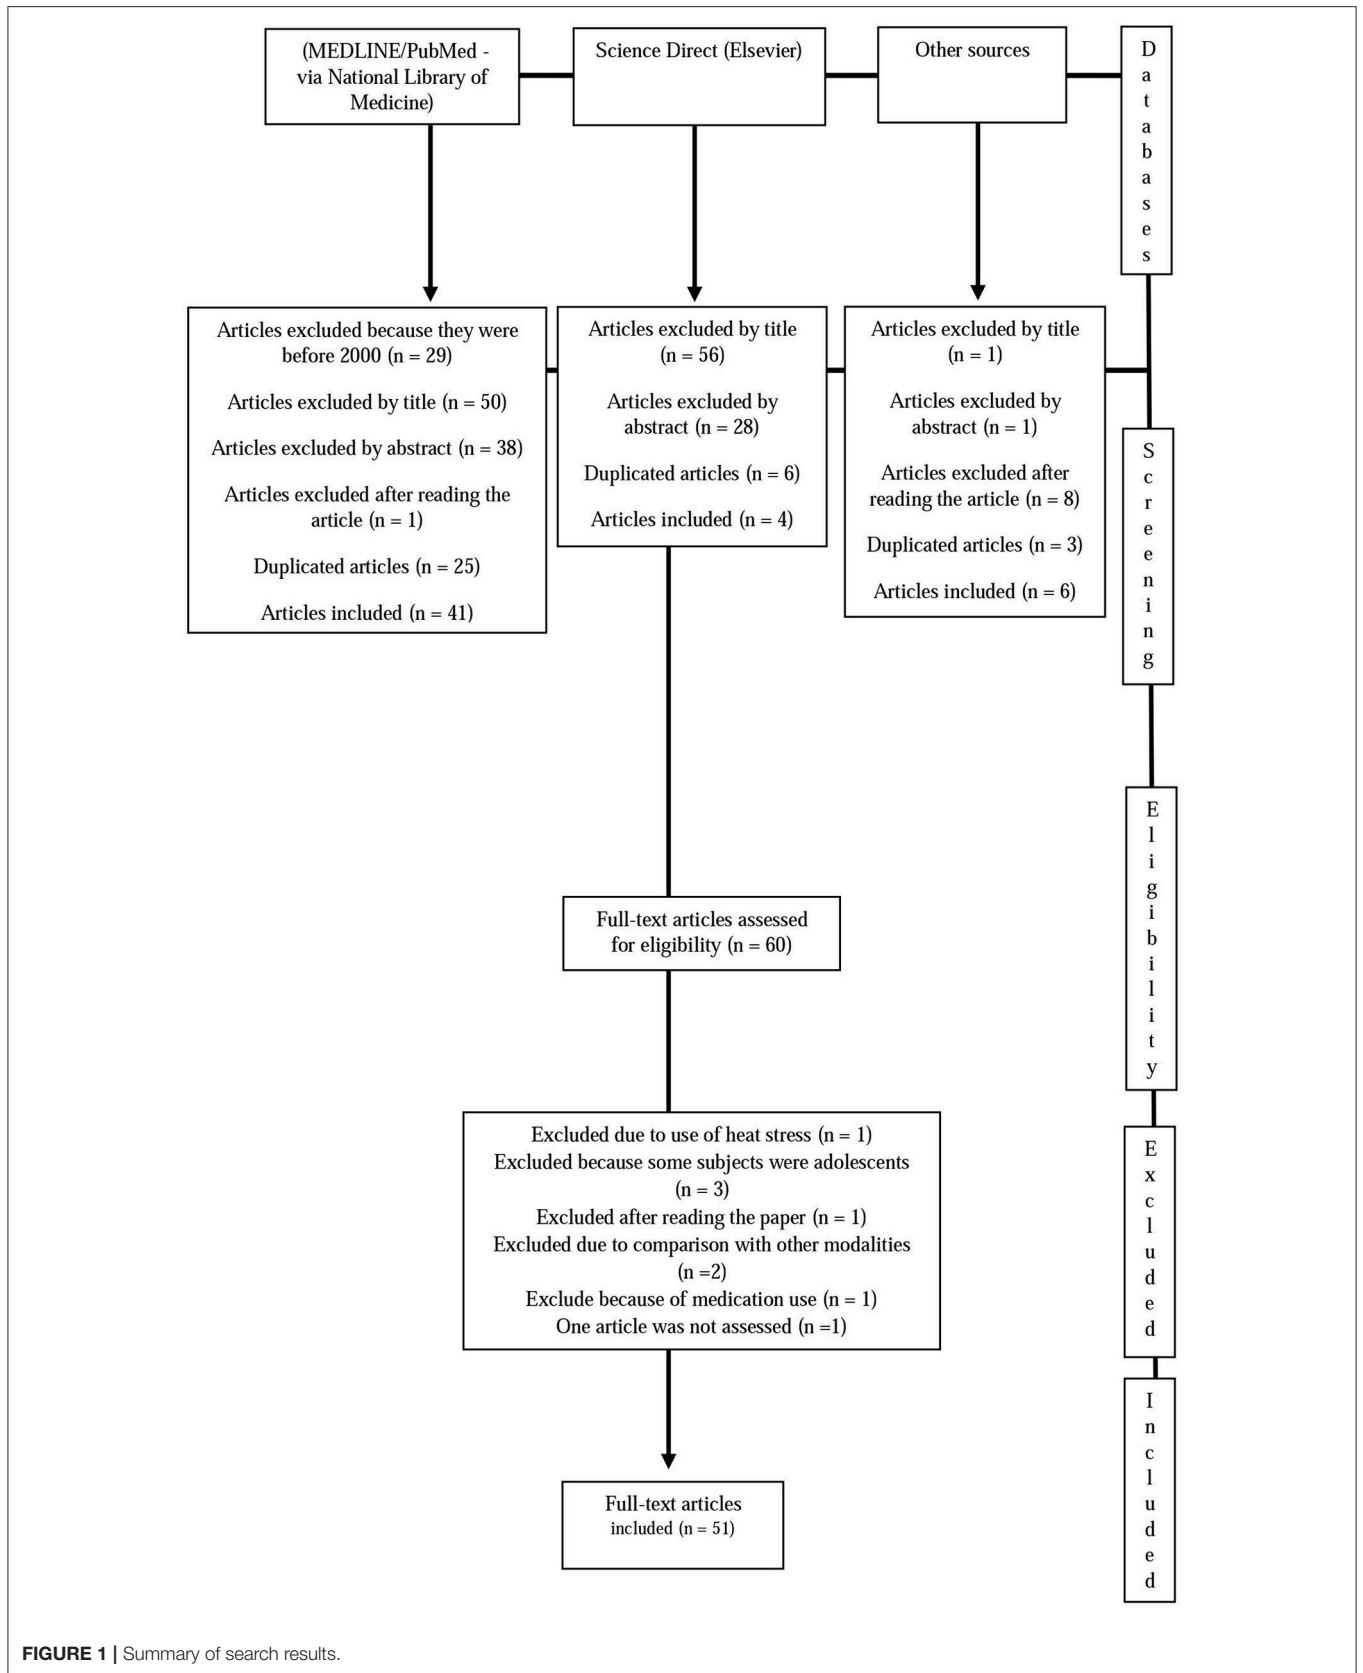 (MEDLINE/PubMed -
via National Library of
Medicine)
Science Direct (Elsevier)
Other sources
Databases
Articles excluded because they were
before 2000 (n = 29)
Articles excluded by title (n = 50)
Articles excluded by abstract (n = 38)
Articles excluded after reading the
article (n = 1)
Duplicated articles (n = 25)
Articles included (n = 41)
Articles excluded by title
(n = 56)
Articles excluded by
abstract (n = 28)
Duplicated articles (n = 6)
Articles included (n = 4)
Articles excluded by title
(n = 1)
Articles excluded by
abstract (n = 1)
Articles excluded after
reading the article (n = 8)
Duplicated articles (n = 3)
Articles included (n = 6)
Screening
Full-text articles assessed
for eligibility (n = 60)
Eligibility
Excluded due to use of heat stress (n = 1)
Excluded because some subjects were adolescents
(n = 3)
Excluded after reading the paper (n = 1)
Excluded due to comparison with other modalities
(n =2)
Exclude because of medication use (n = 1)
One article was not assessed (n =1)
Excluded
Full-text articles
included (n = 51)
Included
FIGURE 1 | Summary of search results.